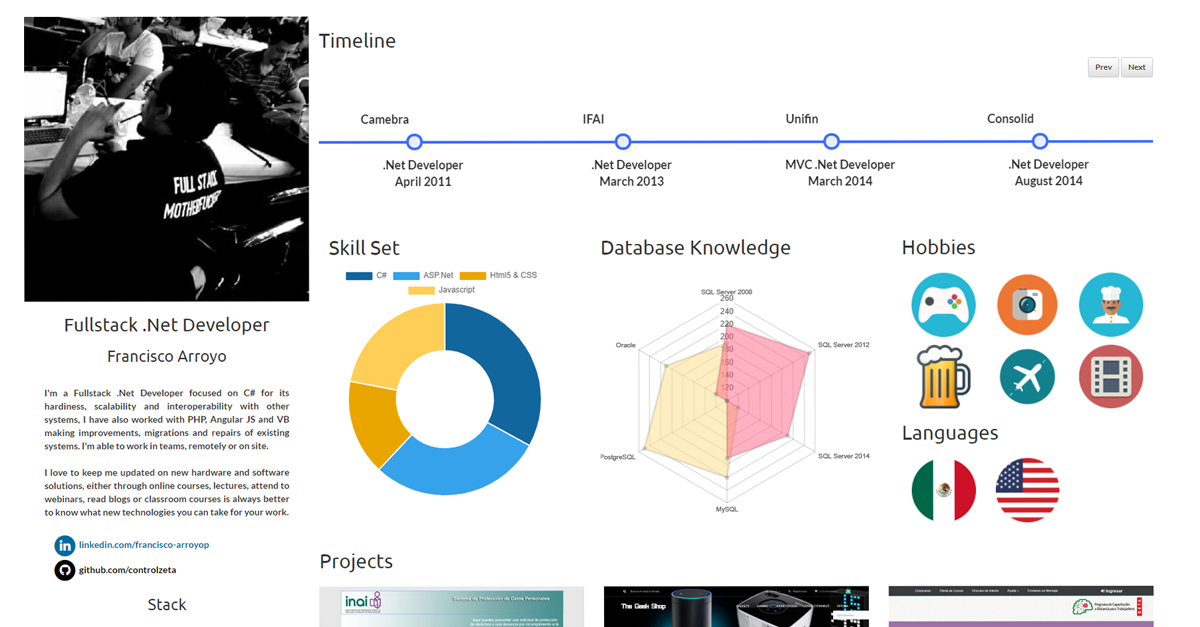 FULL STACK
MOTHERFUCKER
Fullstack .Net Developer
Francisco Arroyo
I'm a Fullstack .Net Developer focused on C# for its
hardiness, scalability and interoperability with other
systems, I have also worked with PHP, Angular JS and VB
making improvements, migrations and repairs of existing
systems. I'm able to work in teams, remotely or on site.
I love to keep me updated on new hardware and software
solutions, either through online courses, lectures, attend to
webinars, read blogs or classroom courses is always better
to know what new technologies you can take for your work.
linkedin.com/francisco-arroyop
github.com/controlzeta
Stack
Timeline
Prev
Next
Camebra
IFAI
Unifin
Consolid
.Net Developer
April 2011
.Net Developer
March 2013
MVC .Net Developer
March 2014
.Net Developer
August 2014
Skill Set
C#
ASP.Net
Html5 & CSS
Javascript
Database Knowledge
SQL Server 2008
260
240
220
200
180
160
140
120
Oracle
SQL Server 2012
PostgreSQL
SQL Server 2014
MySQL
Hobbies
Languages
Projects
inai
Sistema de Protección de Datos Personales
The Geek Shop
Ingresar
Programa de Capacitación
a Distancia para Trabajadores